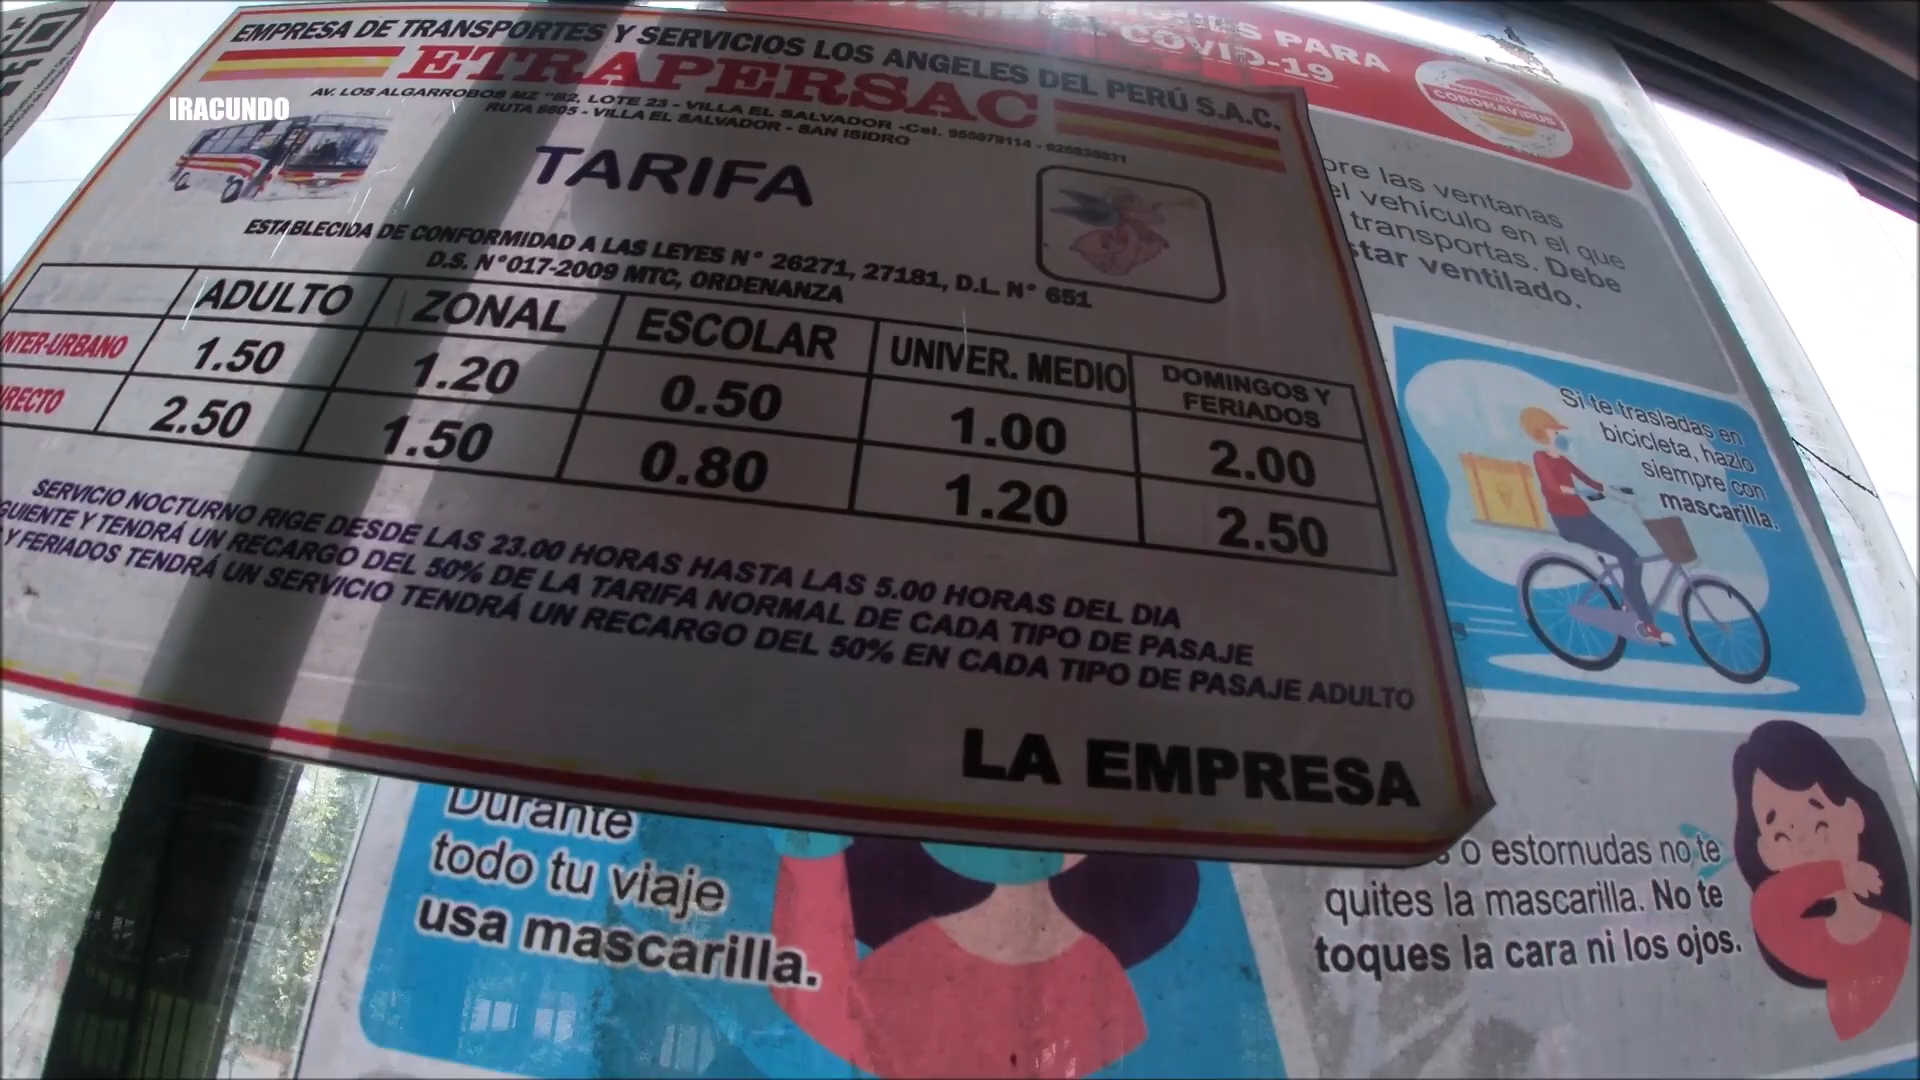 EMPRESA DE TRANSPORTES Y SERVICIOS LOS ANGELES DEL PERÚ S.A.C.
ETRAPERSAC
AV. LOS ALGARROBOS MZ "B2, LOTE 23 - VILLA EL SALVADOR -Cel.
RUTA 6605 - VILLA EL SALVADOR - SAN ISIDRO
IRACUNDO
TARIFA
ESTABLECIDA DE CONFORMIDAD A LAS LEYES N° 26271, 27181, D.L. N° 651
D.S. N°017-2009 MTC, ORDENANZA
ADULTO ZONAL ESCOLAR UNIVER. MEDIO DOMINGOS Y FERIADOS
NTER-URBANO 1.50 1.20 0.50 1.00 2.00
IRECTO 2.50 1.50 0.80 1.20 2.50
SERVICIO NOCTURNO RIGE DESDE LAS 23.00 HORAS HASTA LAS 5.00 HORAS DEL DIA
GUIENTE Y TENDRÁ UN RECARGO DEL 50% DE LA TARIFA NORMAL DE CADA TIPO DE PASAJE
Y FERIADOS TENDRÁ UN SERVICIO TENDRÁ UN RECARGO DEL 50% EN CADA TIPO DE PASAJE ADULTO
LA EMPRESA
PARA
COVID-19
CORONAVIRUS
bre las ventanas
el vehículo en el que
transportas. Debe
star ventilado.
Si te trasladas en
bicicleta, hazlo
siempre con
mascarilla.
Durante
todo tu viaje
usa mascarilla.
s o estornudas no te
quites la mascarilla. No te
toques la cara ni los ojos.